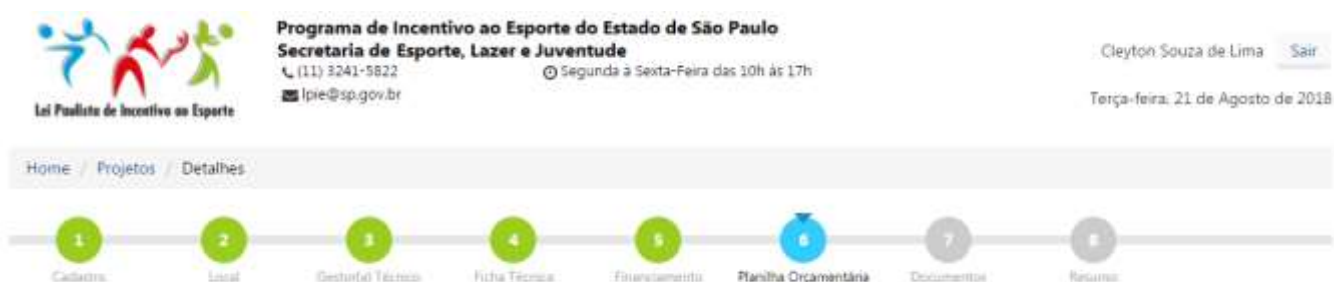 Programa de Incentivo ao Esporte do Estado de São Paulo
Secretaria de Esporte, Lazer e Juventude
(11) 3241-5822 Segunda à Sexta-Feira das 10h às 17h
lpie@sp.gov.br
Lei Paulista de Incentivo ao Esporte
Cleyton Souza de Lima Sair
Terça-feira, 21 de Agosto de 2018
Home / Projetos / Detalhes
1 2 3 4 5 6 7 8
Cadastro Local Gestor(a) Técnico Ficha Técnica Financiamento Planilha Orçamentária Documentos Resumo